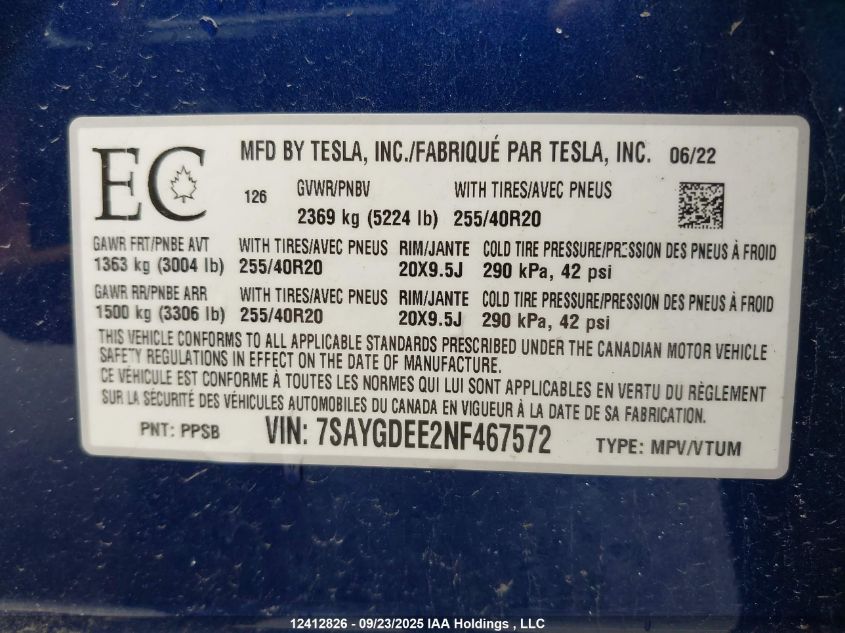 EC
MFD BY TESLA, INC./FABRIQUÉ PAR TESLA, INC. 06/22
126 GVWR/PNBV WITH TIRES/AVEC PNEUS
2369 kg (5224 lb) 255/40R20
GAWR FRT/PNBE AVT WITH TIRES/AVEC PNEUS RIM/JANTE COLD TIRE PRESSURE/PRESSION DES PNEUS À FROID
1363 kg (3004 lb) 255/40R20 20X9.5J 290 kPa, 42 psi
GAWR RR/PNBE ARR WITH TIRES/AVEC PNEUS RIM/JANTE COLD TIRE PRESSURE/PRESSION DES PNEUS À FROID
1500 kg (3306 lb) 255/40R20 20X9.5J 290 kPa, 42 psi
THIS VEHICLE CONFORMS TO ALL APPLICABLE STANDARDS PRESCRIBED UNDER THE CANADIAN MOTOR VEHICLE
SAFETY REGULATIONS IN EFFECT ON THE DATE OF MANUFACTURE.
CE VÉHICULE EST CONFORME À TOUTES LES NORMES QUI LUI SONT APPLICABLES EN VERTU DU RÈGLEMENT
SUR LA SÉCURITÉ DES VÉHICULES AUTOMOBILES DU CANADA EN VIGUEUR À LA DATE DE SA FABRICATION.
PNT: PPSB VIN: 7SAYGDEE2NF467572 TYPE: MPV/VTUM
12412826 - 09/23/2025 IAA Holdings , LLC